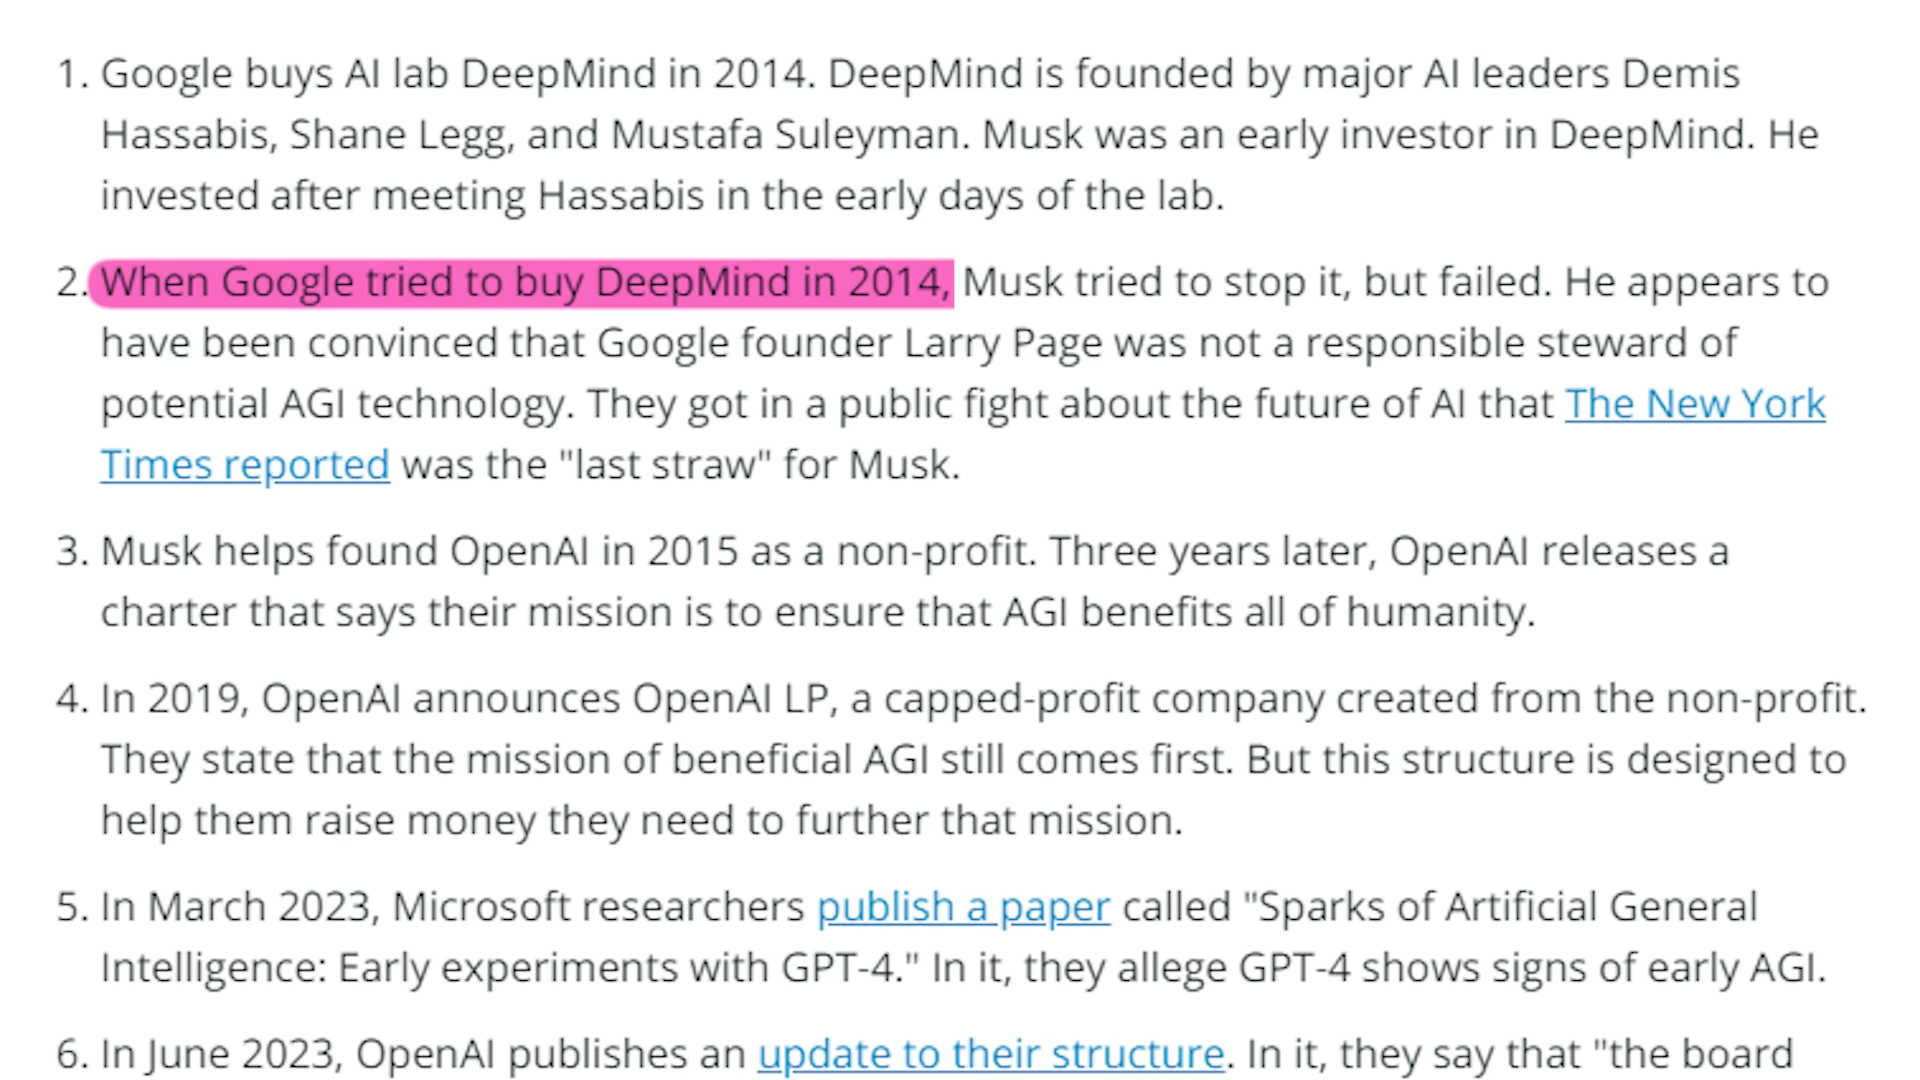 1. Google buys AI lab DeepMind in 2014. DeepMind is founded by major AI leaders Demis
Hassabis, Shane Legg, and Mustafa Suleyman. Musk was an early investor in DeepMind. He
invested after meeting Hassabis in the early days of the lab.
2. When Google tried to buy DeepMind in 2014, Musk tried to stop it, but failed. He appears to
have been convinced that Google founder Larry Page was not a responsible steward of
potential AGI technology. They got in a public fight about the future of AI that The New York
Times reported was the "last straw" for Musk.
3. Musk helps found OpenAI in 2015 as a non-profit. Three years later, OpenAI releases a
charter that says their mission is to ensure that AGI benefits all of humanity.
4. In 2019, OpenAI announces OpenAI LP, a capped-profit company created from the non-profit.
They state that the mission of beneficial AGI still comes first. But this structure is designed to
help them raise money they need to further that mission.
5. In March 2023, Microsoft researchers publish a paper called "Sparks of Artificial General
Intelligence: Early experiments with GPT-4." In it, they allege GPT-4 shows signs of early AGI.
6. In June 2023, OpenAI publishes an update to their structure. In it, they say that "the board